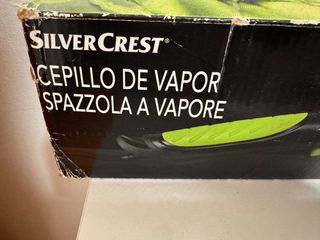 SILVERCREST®
CEPILLO DE VAPOR
SPAZZOLA A VAPORE